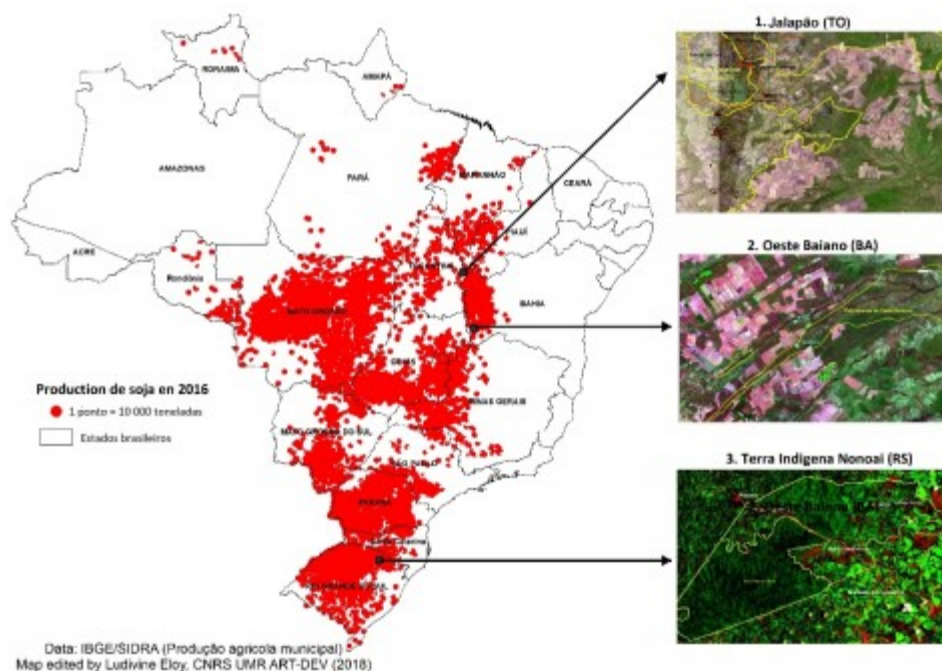 1. Jalapão (TO)
RORAIMA
AMAPÁ
AMAZONAS
PARÁ
MARANHÃO
CEARÁ
PIAUÍ
ACRE
Rondônia
TOCANTINS
2. Oeste Baiano (BA)
MATO GROSSO
BAHIA
GOIÁS
Production de soja en 2016
1 ponto = 10 000 toneladas
MINAS GERAIS
Estados brasileiros
MATO GROSSO DO SUL
3. Terra Indígena Nonoai (RS)
SÃO PAULO
PARANÁ
Santa Catarina
RIO GRANDE DO SUL
Data: IBGE/SIDRA (Produção agrícola municipal)
Map edited by Ludivine Eloy, CNRS UMR ART-DEV (2018)